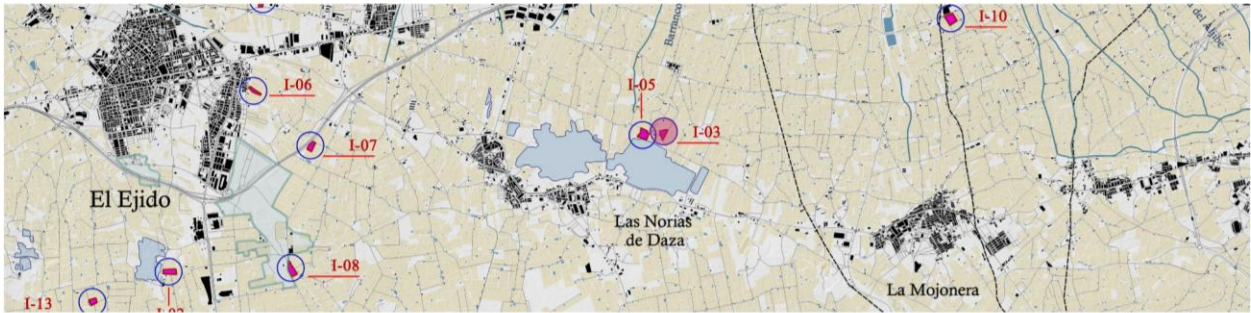 I-10
I-06
I-05
I-03
I-07
El Ejido
Las Norias
de Daza
I-08
La Mojonera
I-13